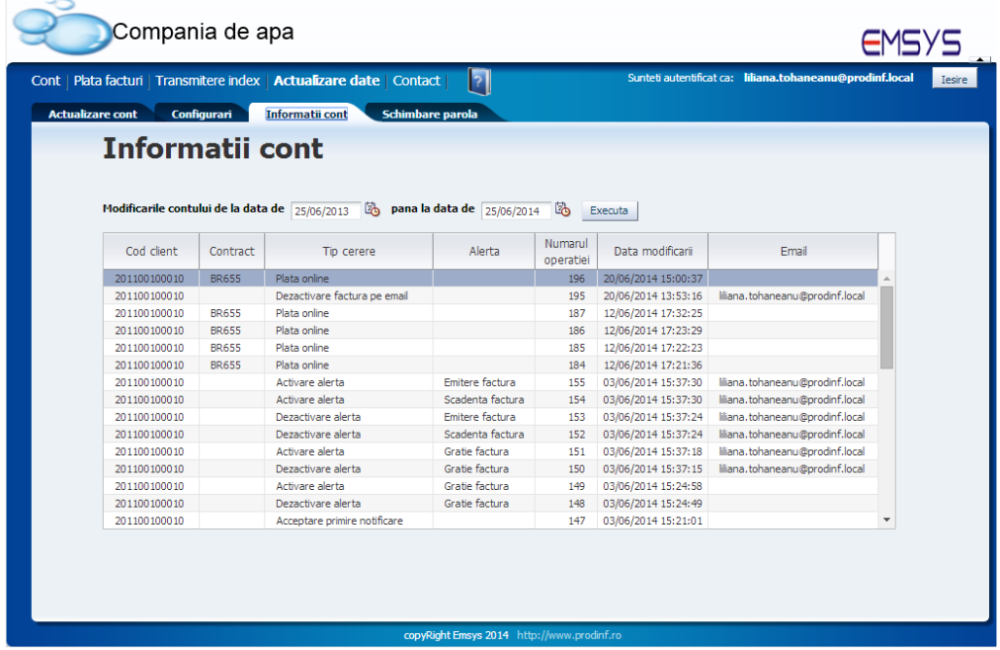 Compania de apa
EMSYS
Cont | Plata facturi | Transmitere index | Actualizare date | Contact | ?
Sunteti autentificat ca: liliana.tohaneanu@prodinf.local Iesire
Actualizare cont Configurari Informatii cont Schimbare parola
Informatii cont
Modificarile contului de la data de 25/06/2013 pana la data de 25/06/2014 Executa
Cod client Contract Tip cerere Alerta Numarul operatiei Data modificarii Email
201100100010 BR655 Plata online 196 20/06/2014 15:00:37
201100100010 Dezactivare factura pe email 195 20/06/2014 13:53:16 liliana.tohaneanu@prodinf.local
201100100010 BR655 Plata online 187 12/06/2014 17:32:25
201100100010 BR655 Plata online 186 12/06/2014 17:23:29
201100100010 BR655 Plata online 185 12/06/2014 17:22:23
201100100010 BR655 Plata online 184 12/06/2014 17:21:36
201100100010 Activare alerta Emitere factura 155 03/06/2014 15:37:30 liliana.tohaneanu@prodinf.local
201100100010 Activare alerta Scadenta factura 154 03/06/2014 15:37:30 liliana.tohaneanu@prodinf.local
201100100010 Dezactivare alerta Emitere factura 153 03/06/2014 15:37:24 liliana.tohaneanu@prodinf.local
201100100010 Dezactivare alerta Scadenta factura 152 03/06/2014 15:37:24 liliana.tohaneanu@prodinf.local
201100100010 Activare alerta Gratie factura 151 03/06/2014 15:37:18 liliana.tohaneanu@prodinf.local
201100100010 Dezactivare alerta Gratie factura 150 03/06/2014 15:37:15 liliana.tohaneanu@prodinf.local
201100100010 Activare alerta Gratie factura 149 03/06/2014 15:24:58
201100100010 Dezactivare alerta Gratie factura 148 03/06/2014 15:24:49
201100100010 Acceptare primire notificare 147 03/06/2014 15:21:01
copyRight Emsys 2014 http://www.prodinf.ro